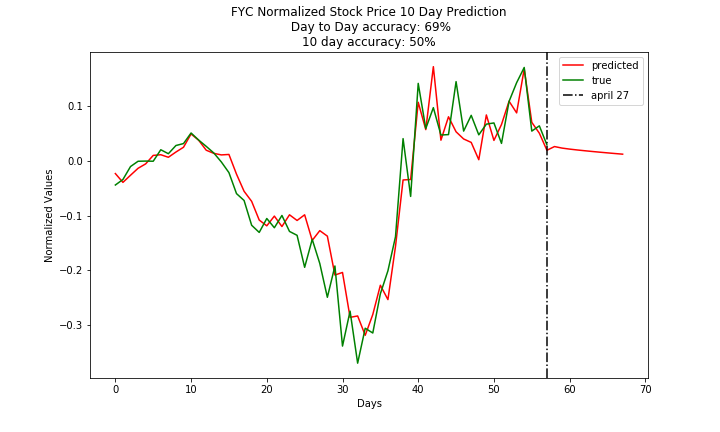 FYC Normalized Stock Price 10 Day Prediction
Day to Day accuracy: 69%
10 day accuracy: 50%
predicted
true
april 27
0.1
0.0
−0.1
−0.2
−0.3
Normalized Values
0 10 20 30 40 50 60 70
Days